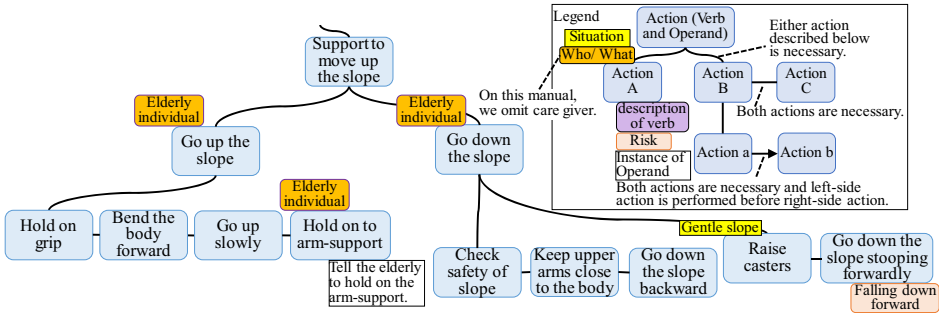 Support to
move up
the slope
Elderly
individual
Go up the
slope
Elderly
individual
Go down
the slope
Hold on
grip
Bend the
body
forward
Go up
slowly
Elderly
individual
Hold on to
arm-support
Tell the elderly
to hold on the
arm-support.
Check
safety of
slope
Keep upper
arms close
to the body
Go down
the slope
backward
Gentle slope
Raise
casters
Go down the
slope stooping
forwardly
Falling down
forward
Legend
Situation
Who/ What
Action (Verb
and Operand)
Either action
described below
is necessary.
Action
A
Action
B
Action
C
On this manual,
we omit care giver.
description
of verb
Both actions are necessary.
Risk
Instance of
Operand
Action a
Action b
Both actions are necessary and left-side
action is performed before right-side action.